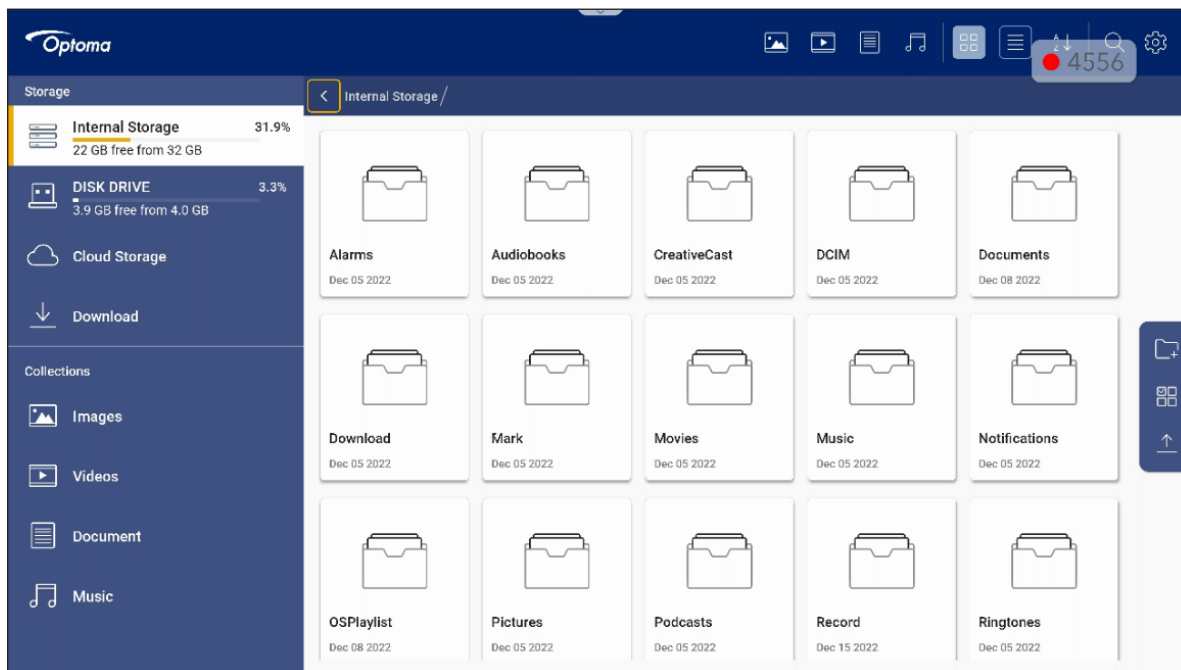 Optoma
4556
Storage
Internal Storage /
Internal Storage 31.9%
22 GB free from 32 GB
DISK DRIVE 3.3%
3.9 GB free from 4.0 GB
Cloud Storage
Download
Collections
Images
Videos
Document
Music
Alarms
Dec 05 2022
Audiobooks
Dec 05 2022
CreativeCast
Dec 05 2022
DCIM
Dec 05 2022
Documents
Dec 08 2022
Download
Dec 05 2022
Mark
Dec 05 2022
Movies
Dec 05 2022
Music
Dec 05 2022
Notifications
Dec 05 2022
OSPlaylist
Dec 08 2022
Pictures
Dec 05 2022
Podcasts
Dec 05 2022
Record
Dec 15 2022
Ringtones
Dec 05 2022